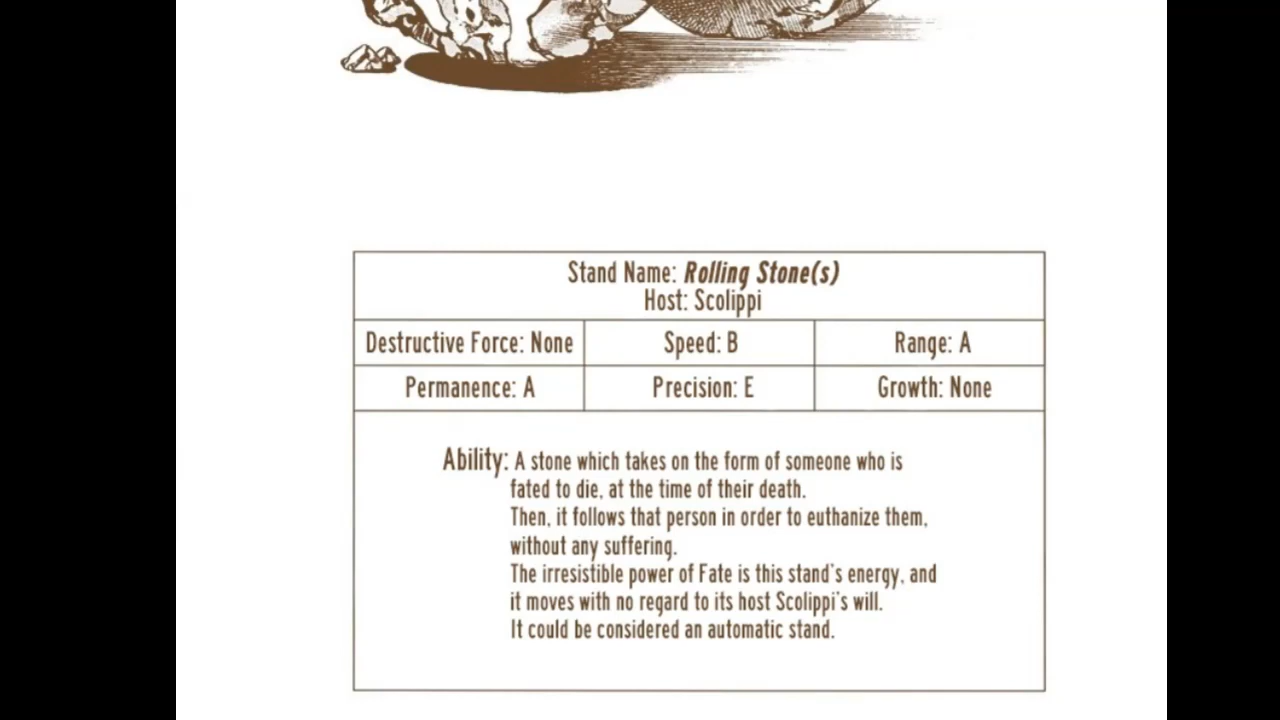 Stand Name: Rolling Stone(s)
Host: Scolippi
Destructive Force: None
Speed: B
Range: A
Permanence: A
Precision: E
Growth: None
Ability: A stone which takes on the form of someone who is
fated to die, at the time of their death.
Then, it follows that person in order to euthanize them,
without any suffering.
The irresistible power of Fate is this stand's energy, and
it moves with no regard to its host Scolippi's will.
It could be considered an automatic stand.